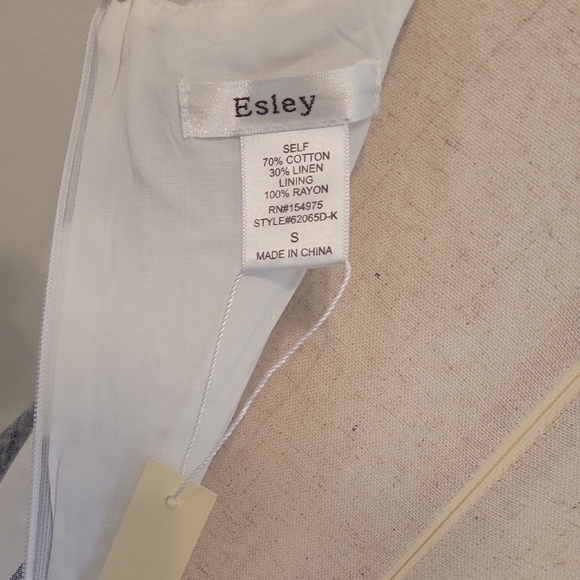 Esley
SELF
70% COTTON
30% LINEN
LINING
100% RAYON
RN#154975
STYLE#62065D-K
S
MADE IN CHINA